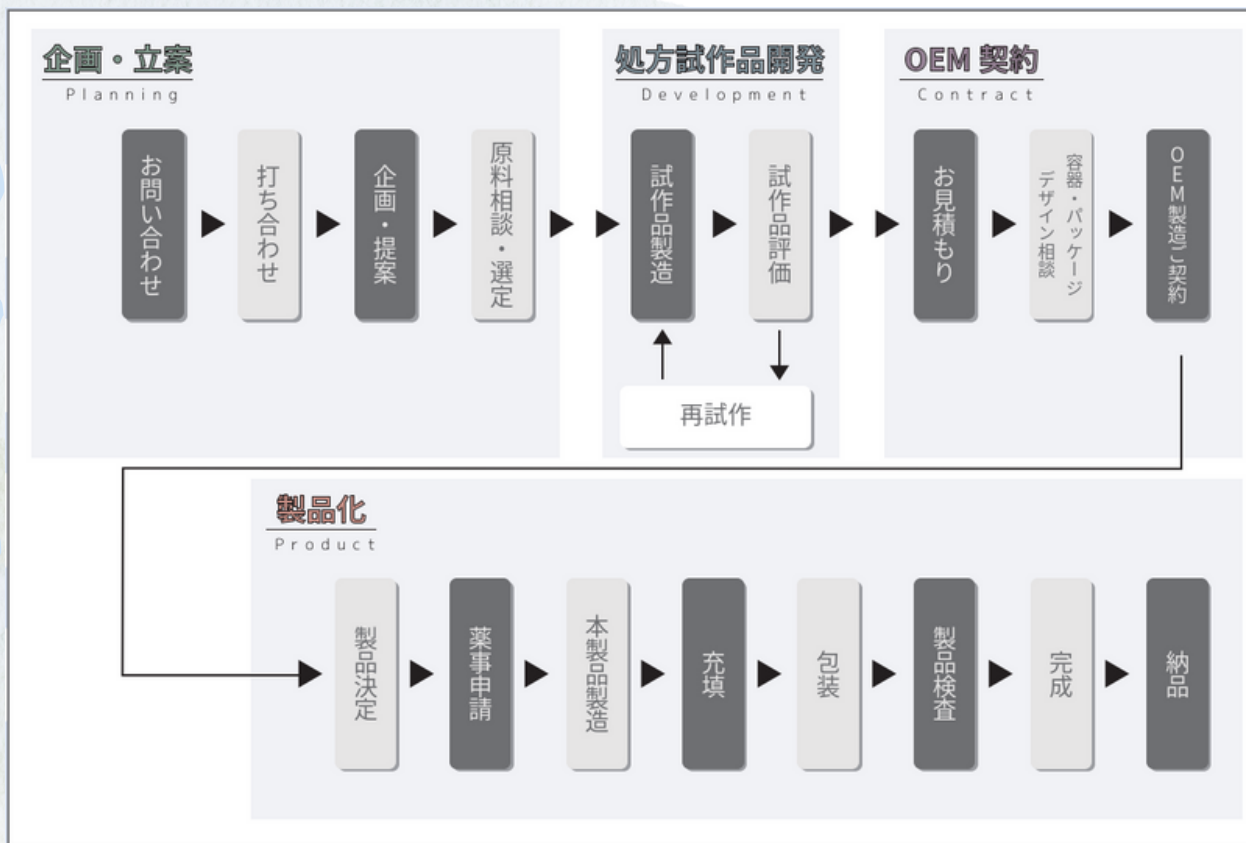 企画・立案
Planning
お問い合わせ
打ち合わせ
企画・提案
原料相談・選定
処方試作品開発
Development
試作品製造
試作品評価
再試作
OEM 契約
Contract
お見積もり
容器・パッケージ
デザイン相談
OEM製造ご契約
製品化
Product
製品決定
薬事申請
本製品製造
充填
包装
製品検査
完成
納品